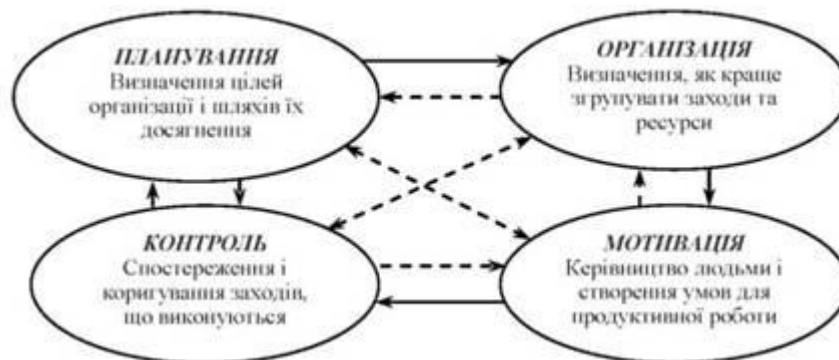 ПЛАНУВАННЯ
Визначення цілей
організації і шляхів їх
досягнення
ОРГАНІЗАЦІЯ
Визначення, як краще
згрупувати заходи та
ресурси
КОНТРОЛЬ
Спостереження і
коригування заходів,
що виконуються
МОТИВАЦІЯ
Керівництво людьми і
створення умов для
продуктивної роботи